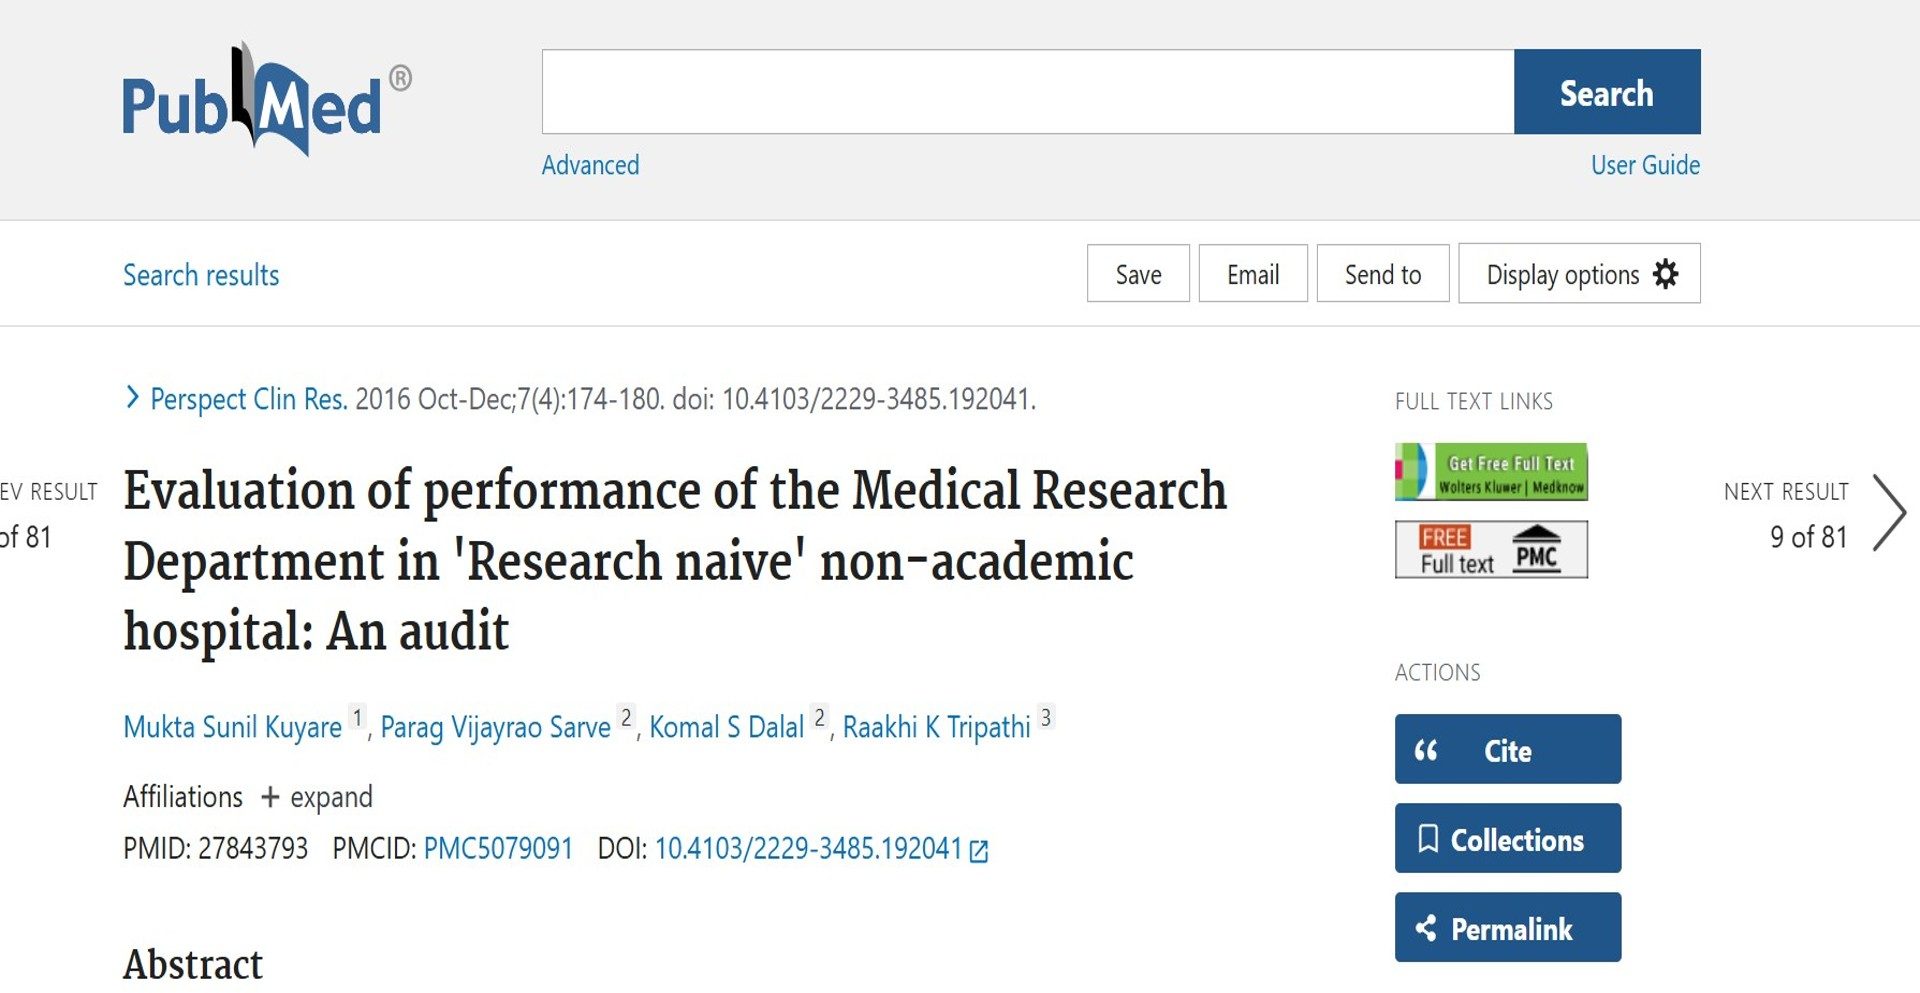 PubMed®
Search
Advanced
User Guide
Search results
Save
Email
Send to
Display options
Perspect Clin Res. 2016 Oct-Dec;7(4):174-180. doi: 10.4103/2229-3485.192041.
Evaluation of performance of the Medical Research
Department in 'Research naive' non-academic
hospital: An audit
Mukta Sunil Kuyare 1, Parag Vijayrao Sarve 2, Komal S Dalal 2, Raakhi K Tripathi 3
Affiliations + expand
PMID: 27843793 PMCID: PMC5079091 DOI: 10.4103/2229-3485.192041
Abstract
EV RESULT
of 81
FULL TEXT LINKS
Get Free Full Text
Wolters Kluwer | Medknow
FREE
Full text PMC
NEXT RESULT
9 of 81
ACTIONS
“ Cite
Collections
Permalink